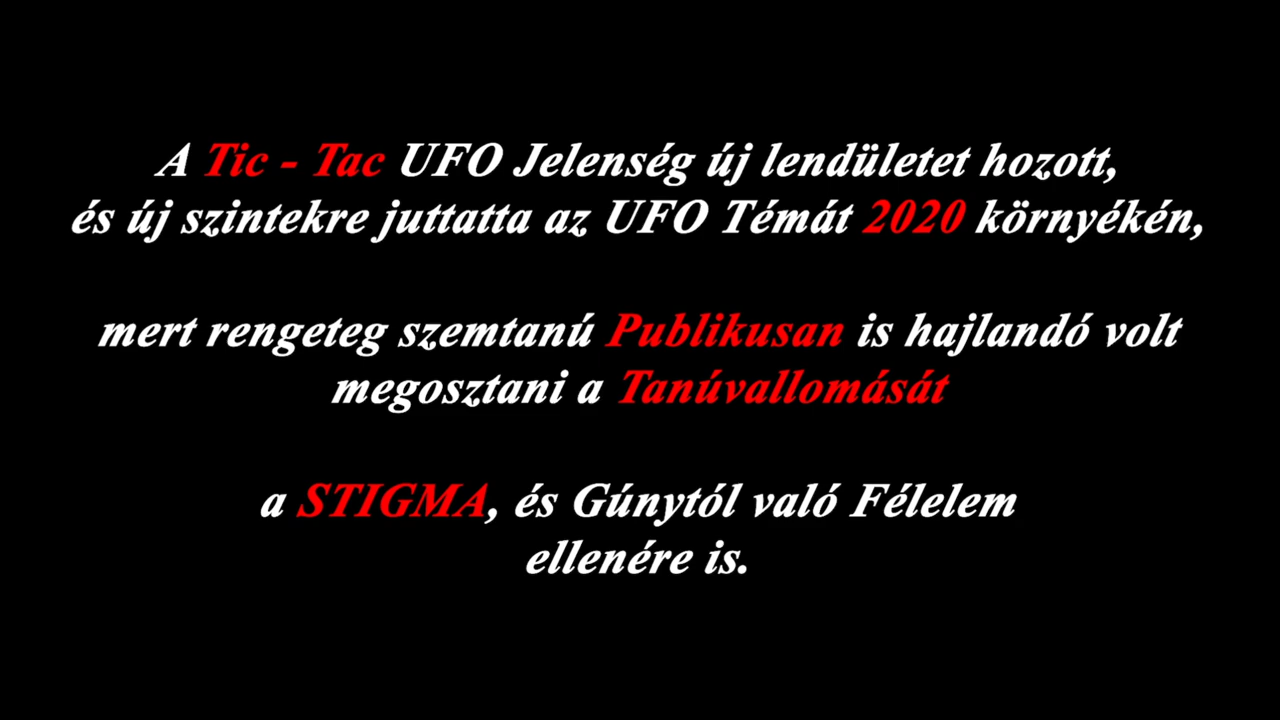 A Tic - Tac UFO Jelenség új lendületet hozott,
és új szintekre juttatta az UFO Témát 2020 környékén,
mert rengeteg szemtanú Publikusan is hajlandó volt
megosztani a Tanúvallomását
a STIGMA, és Gúnytól való Félelem
ellenére is.